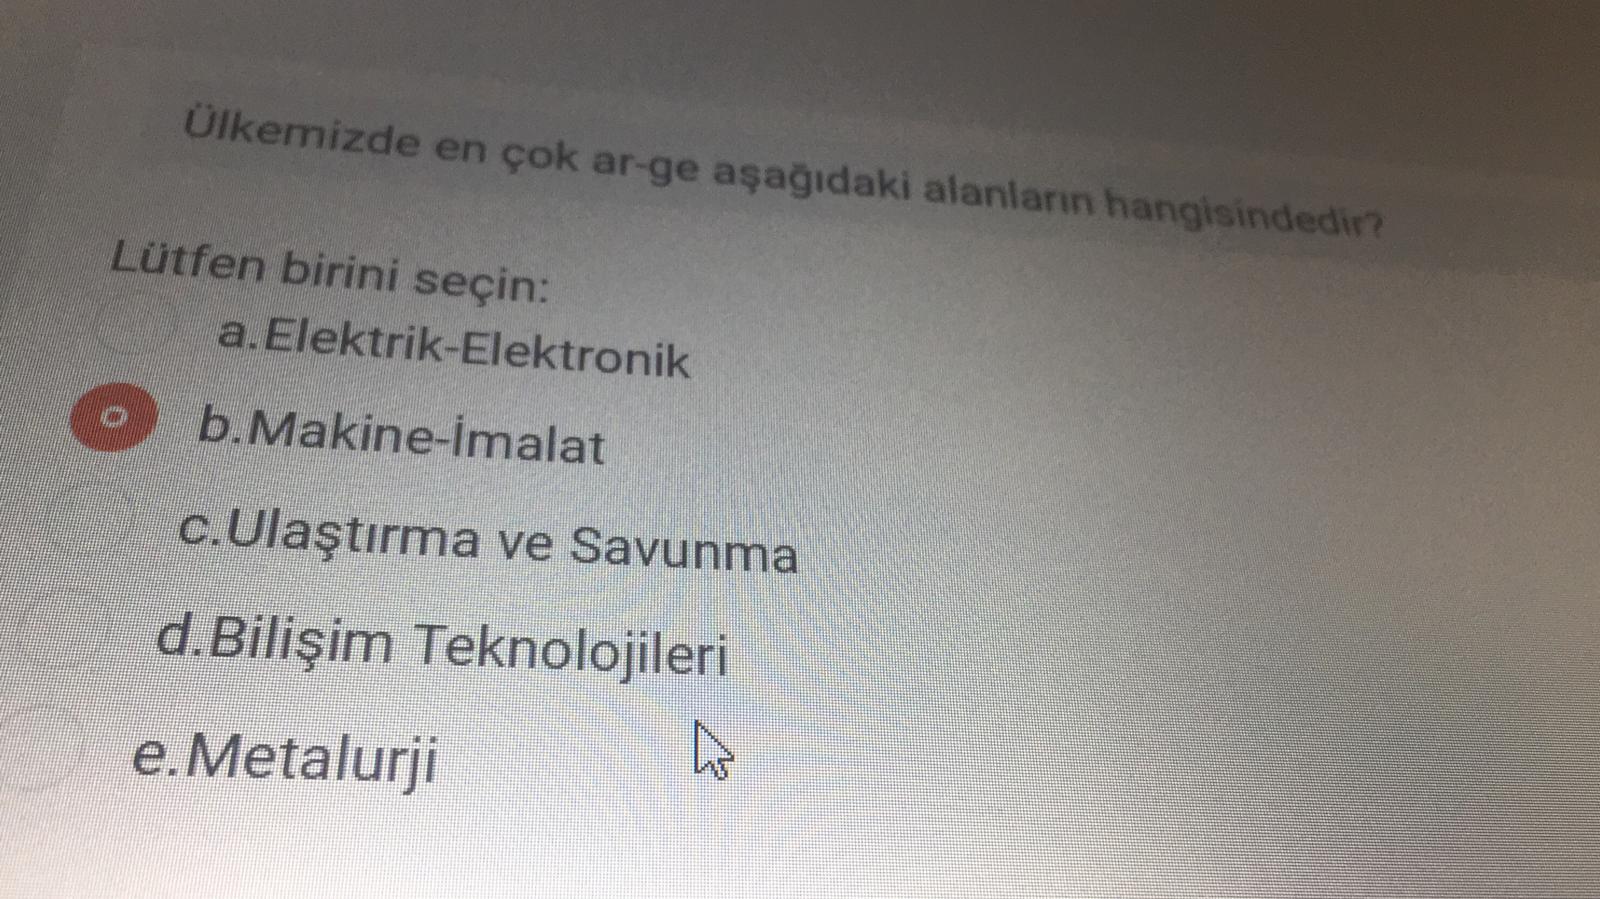 Ülkemizde en çok ar-ge aşağıdaki alanların hangisindedir?
Lütfen birini seçin:
a.Elektrik-Elektronik
b.Makine-İmalat
c.Ulaştırma ve Savunma
d.Bilişim Teknolojileri
e.Metalurji